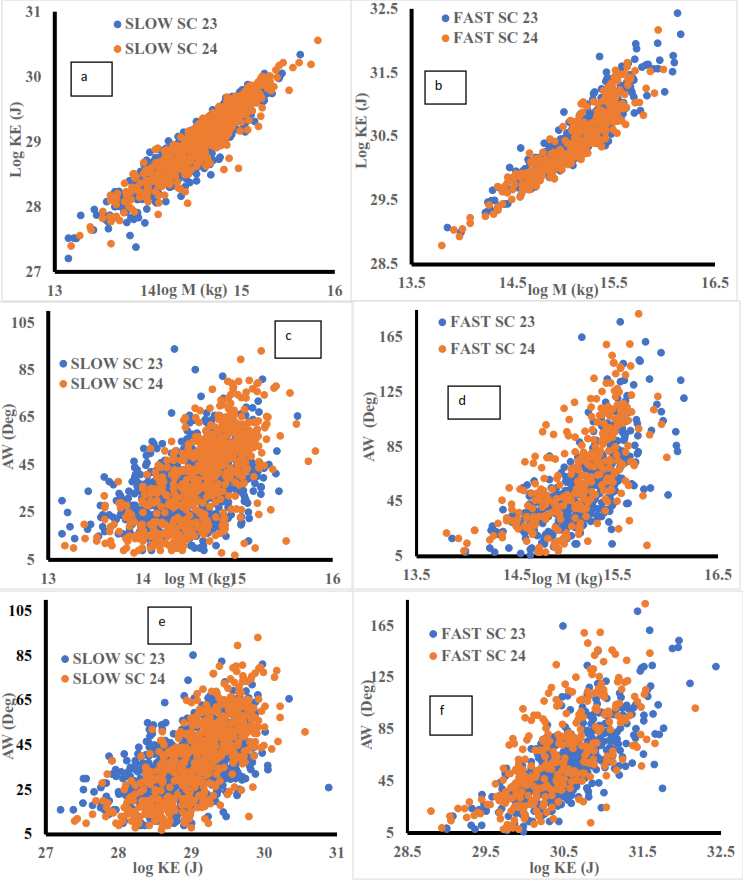 31
30
29
28
27
Log KE (J)
SLOW SC 23
SLOW SC 24
a
13
14
log M (kg)
15
16
32.5
31.5
30.5
29.5
28.5
Log KE (J)
FAST SC 23
FAST SC 24
b
13.5
14.5
log M (kg)
15.5
16.5
105
85
65
45
25
5
AW (Deg)
SLOW SC 23
SLOW SC 24
c
13
14
log M (kg)
15
16
165
125
85
45
5
AW (Deg)
FAST SC 23
FAST SC 24
d
13.5
14.5
log M (kg)
15.5
16.5
105
85
65
45
25
5
AW (Deg)
e
SLOW SC 23
SLOW SC 24
27
28
29
30
31
log KE (J)
165
125
85
45
5
AW (Deg)
FAST SC 23
FAST SC 24
f
28.5
29.5
30.5
31.5
32.5
log KE (J)